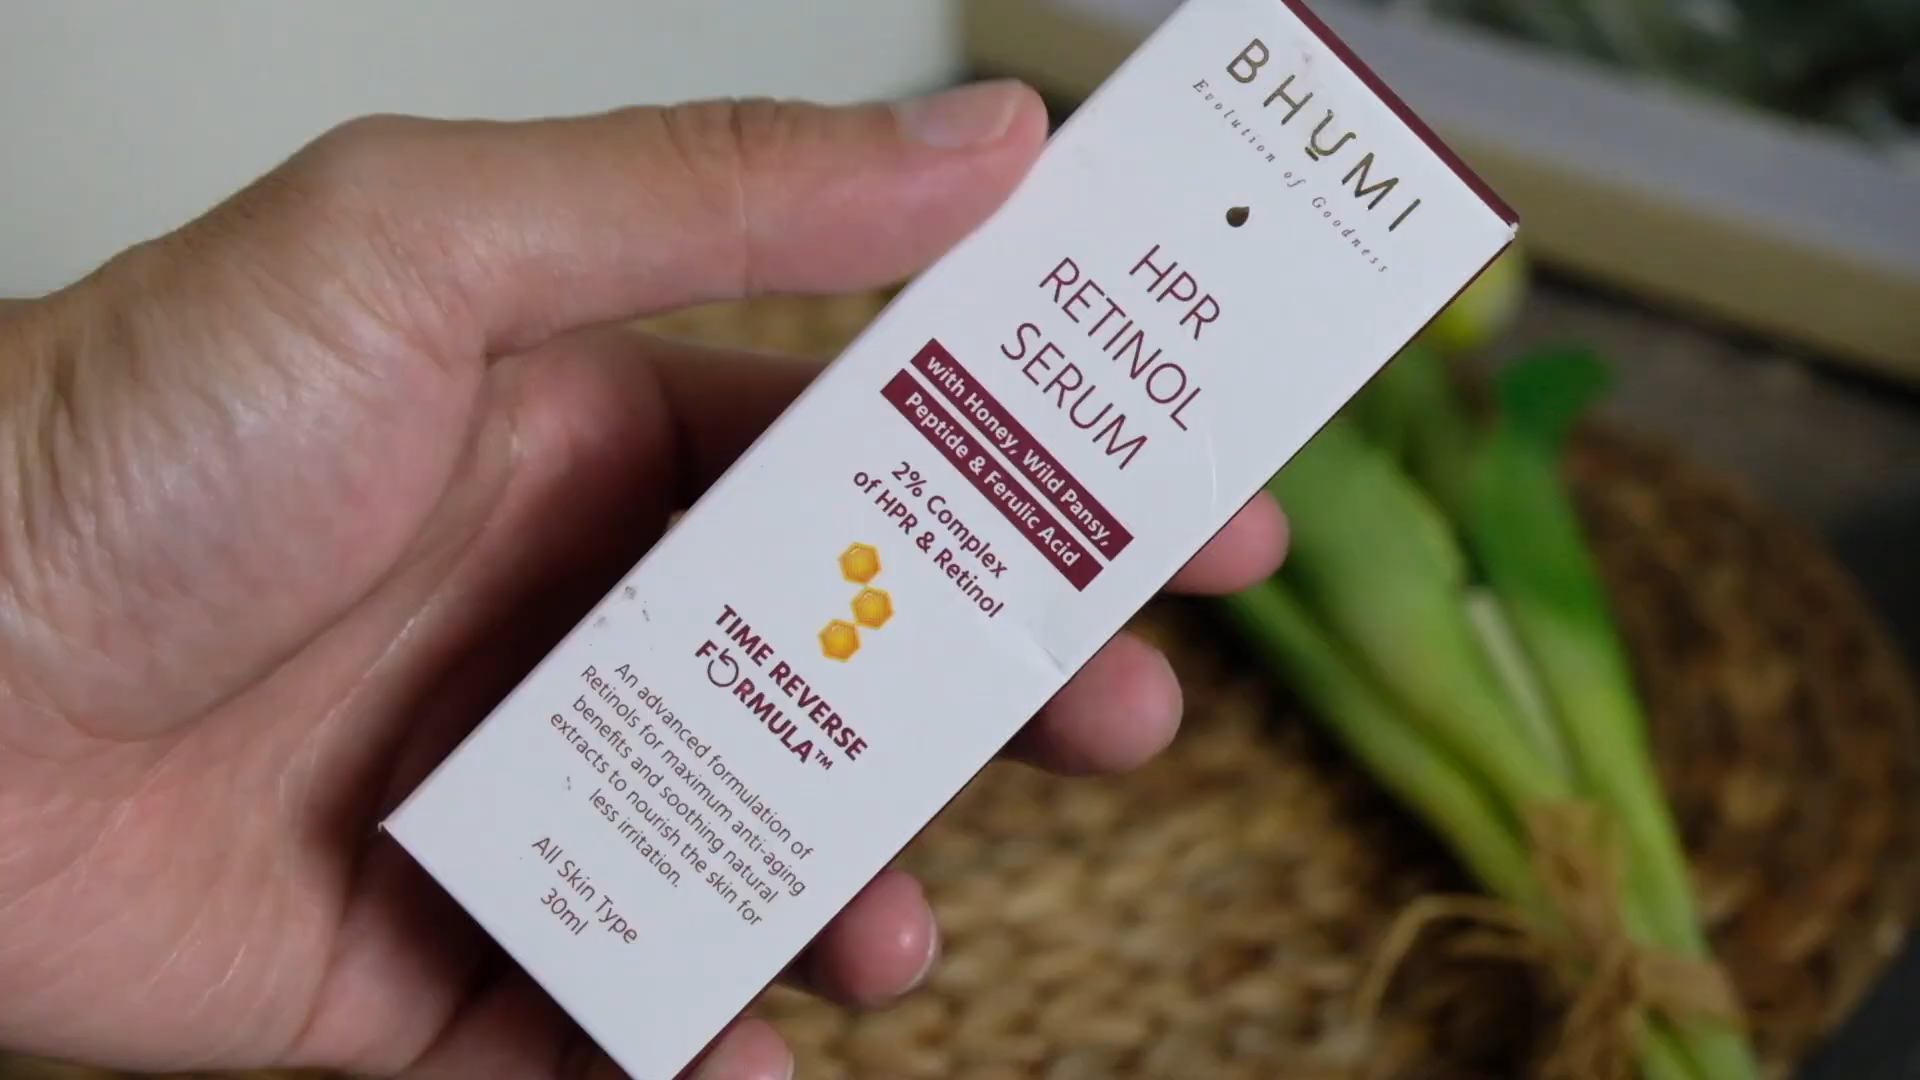 BHUMI
Evolution of Goodness
HPR
RETINOL
SERUM
with Honey, Wild Pansy,
Peptide & Ferulic Acid
2% Complex
of HPR & Retinol
TIME REVERSE
FORMULA™
An advanced formulation of
Retinols for maximum anti-aging
benefits and soothing natural
extracts to nourish the skin for
less irritation.
All Skin Type
30ml